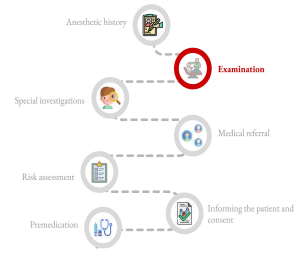 Anesthetic history
Examination
Special investigations
Medical referral
Risk assessment
Informing the patient and
consent
Premedication